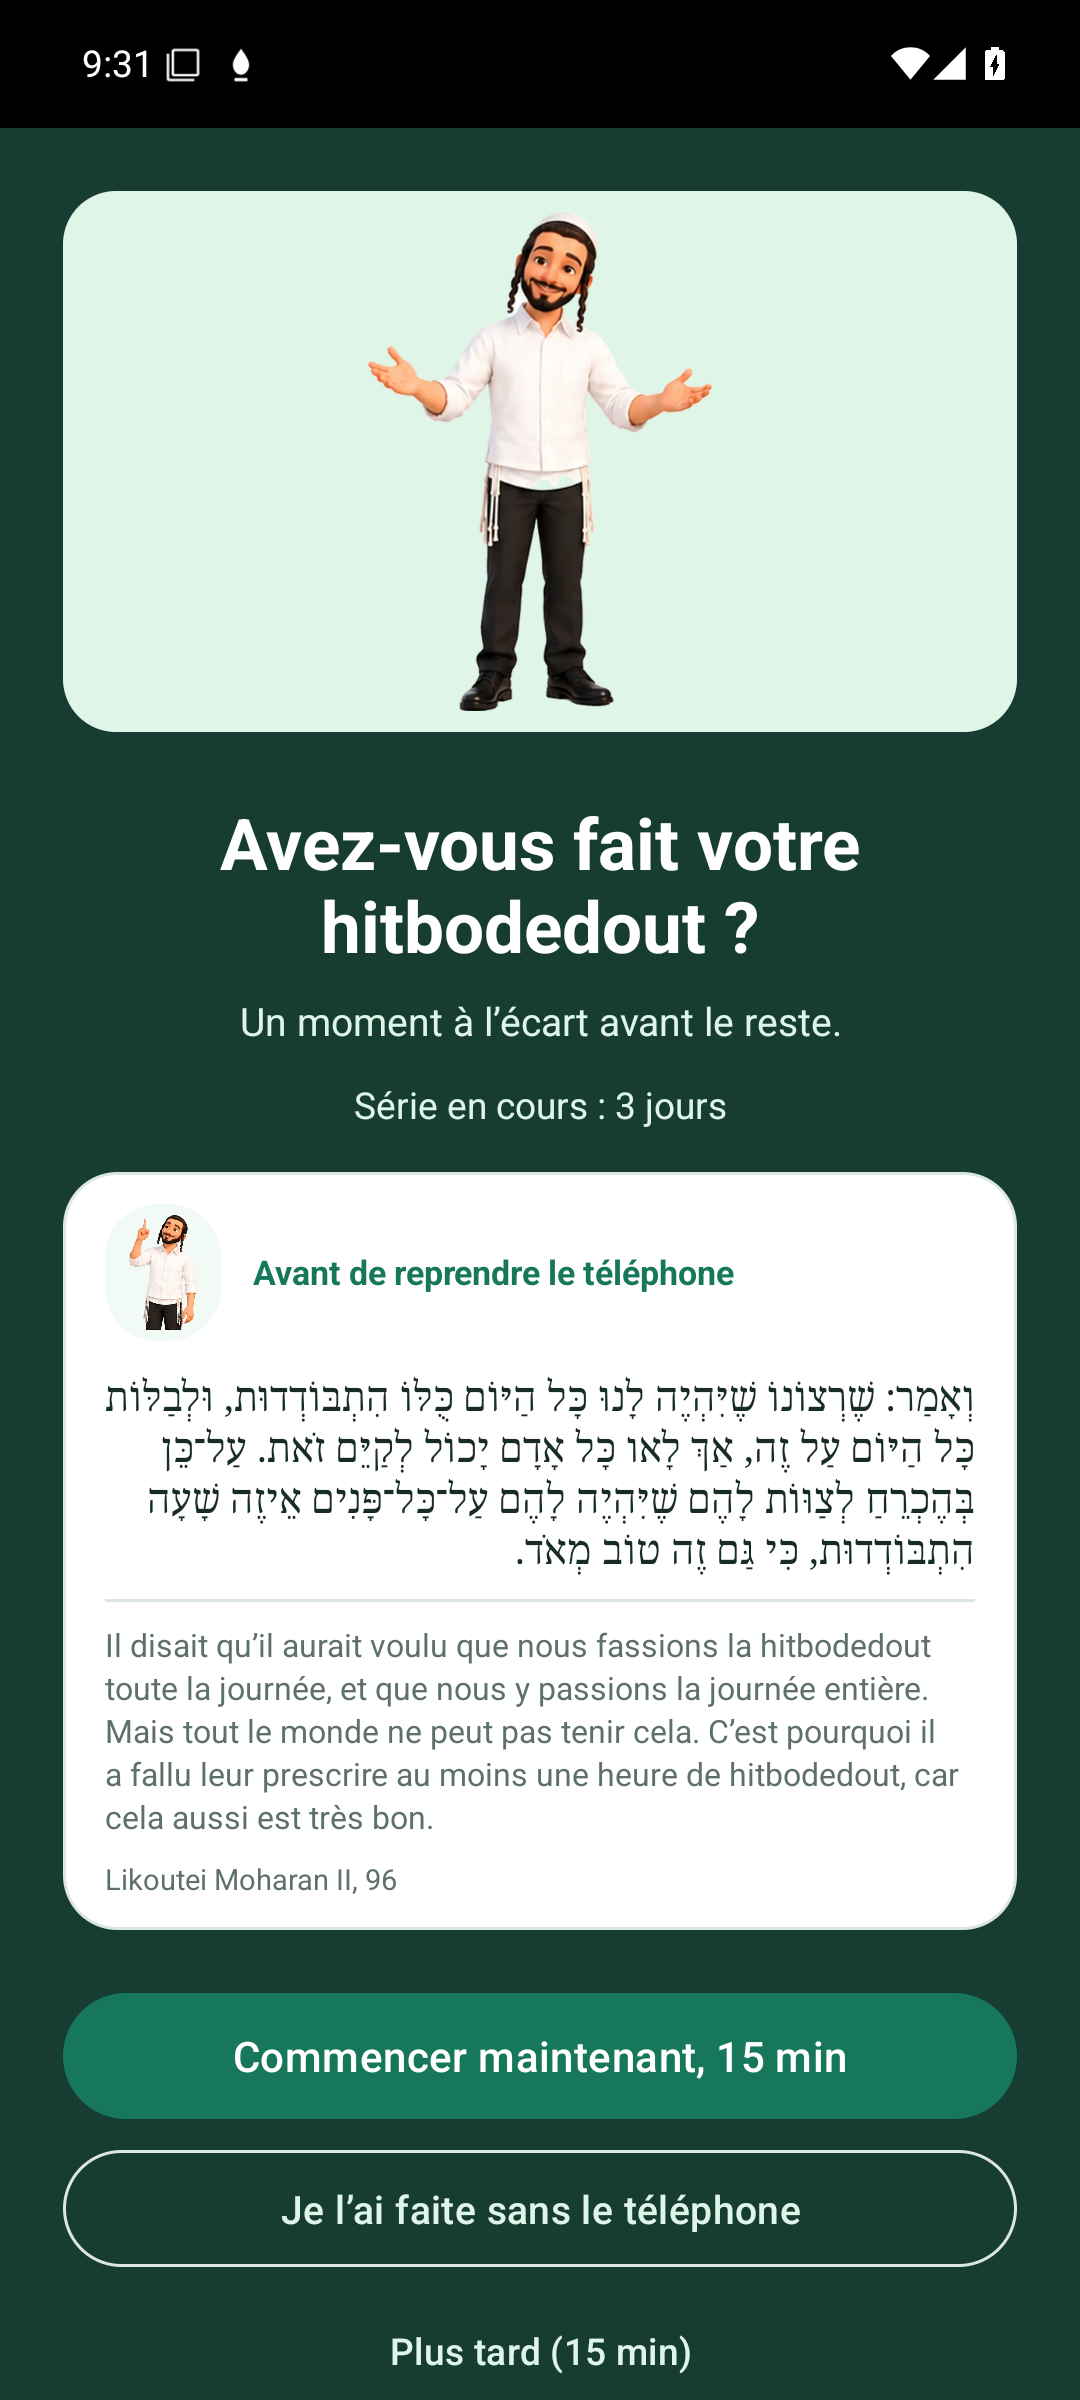 9:31
Avez-vous fait votre
hitbodedout ?
Un moment à l’écart avant le reste.
Série en cours : 3 jours
Avant de reprendre le téléphone
וְאָמַר: שֶׁרְצוֹנוֹ שֶׁיִּהְיֶה לָנוּ כָּל הַיּוֹם כֻּלּוֹ הִתְבּוֹדְדוּת, וּלְבַלּוֹת
כָּל הַיּוֹם עַל זֶה, אַךְ לָאו כָּל אָדָם יָכוֹל לְקַיֵּם זֹאת. עַל־כֵּן
בְּהֶכְרֵחַ לְצַוּוֹת לָהֶם שֶׁיִּהְיֶה לָהֶם עַל־כָּל־פָּנִים אֵיזֶה שָׁעָה
הִתְבּוֹדְדוּת, כִּי גַּם זֶה טוֹב מְאֹד.
Il disait qu’il aurait voulu que nous fassions la hitbodedout
toute la journée, et que nous y passions la journée entière.
Mais tout le monde ne peut pas tenir cela. C’est pourquoi il
a fallu leur prescrire au moins une heure de hitbodedout, car
cela aussi est très bon.
Likoutei Moharan II, 96
Commencer maintenant, 15 min
Je l’ai faite sans le téléphone
Plus tard (15 min)